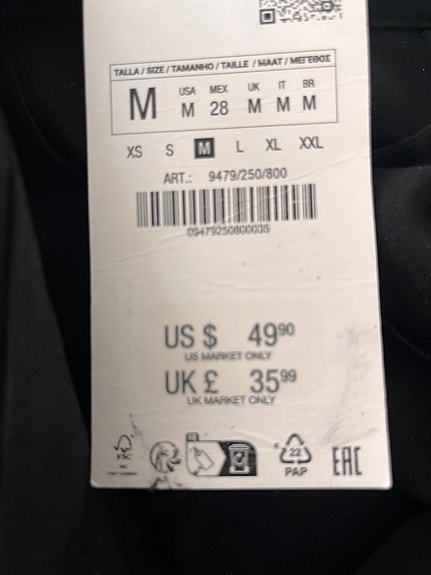 TALLA / SIZE / TAMANHO / TAILLE / MAAT / ΜΕΓΕΘΟΣ
M
USA MEX UK IT BR
M 28 M M M
XS S M L XL XXL
ART.: 9479/250/800
09479250800035
US $ 49⁹⁰
US MARKET ONLY
UK £ 35⁹⁹
UK MARKET ONLY
22
PAP
EAC